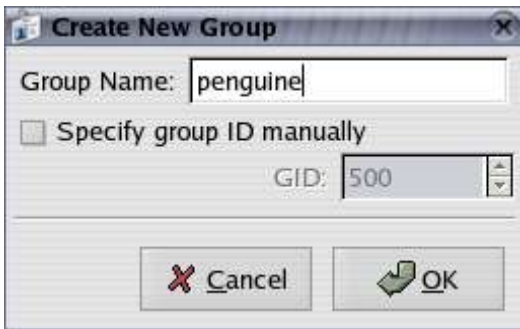 Create New Group
Group Name: penguine
Specify group ID manually
GID: 500
Cancel OK